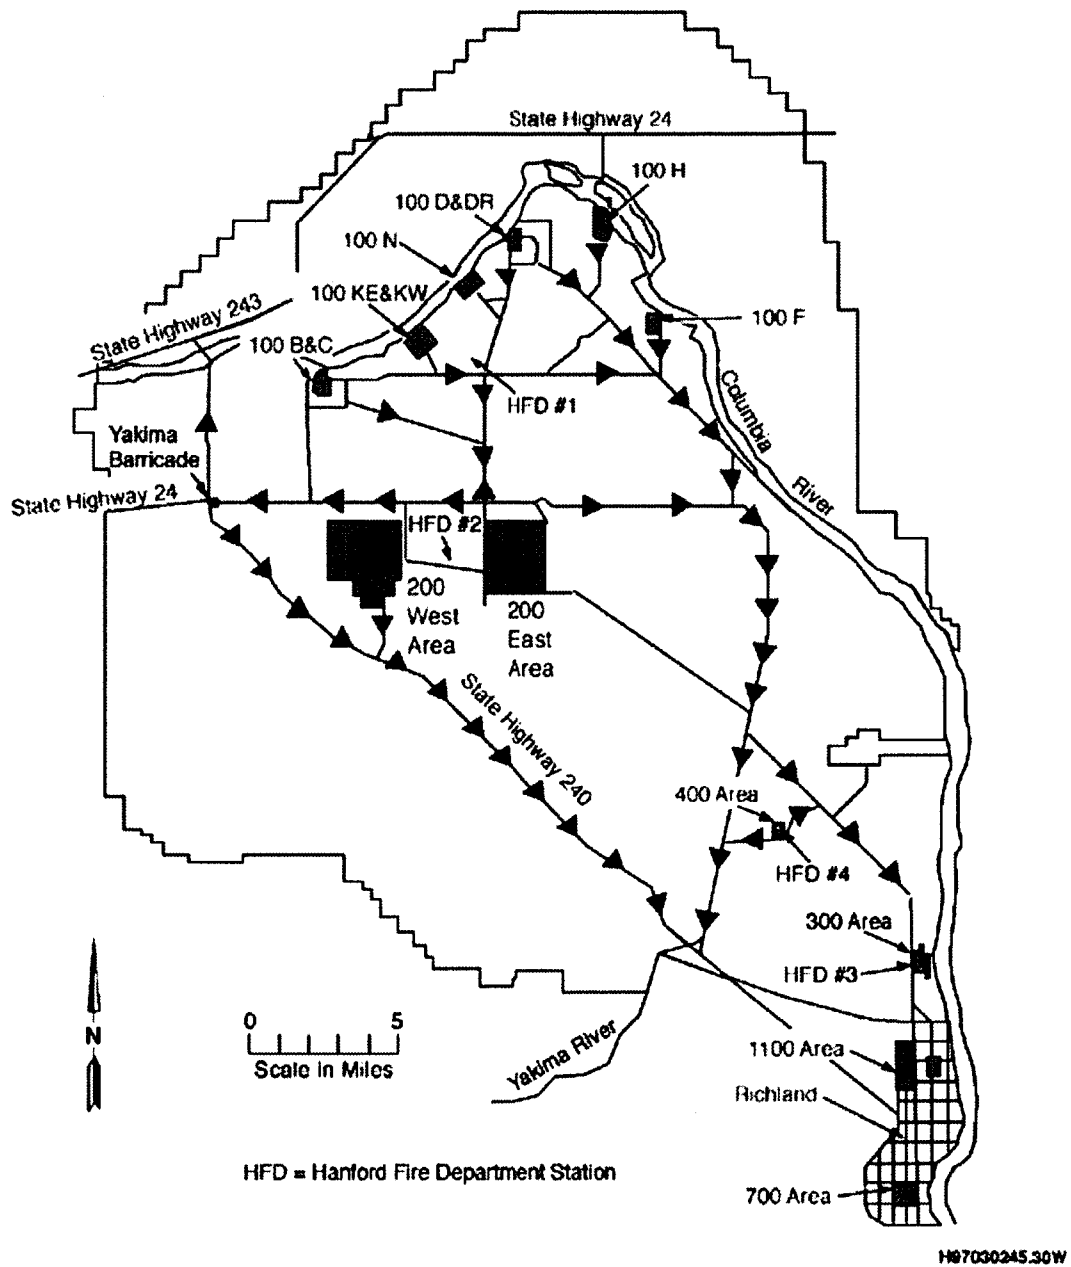 State Highway 24
100 H
100 D&DR
100 N
100 KE&KW
State Highway 243
100 F
100 B&C
HFD #1
Columbia
River
Yakima
Barricade
State Highway 24
HFD #2
200
West
Area
200
East
Area
State Highway 240
400 Area
HFD #4
300 Area
HFD #3
N
0 5
Scale in Miles
Yakima River
1100 Area
Richland
700 Area
HFD = Hanford Fire Department Station
H97030245.30W